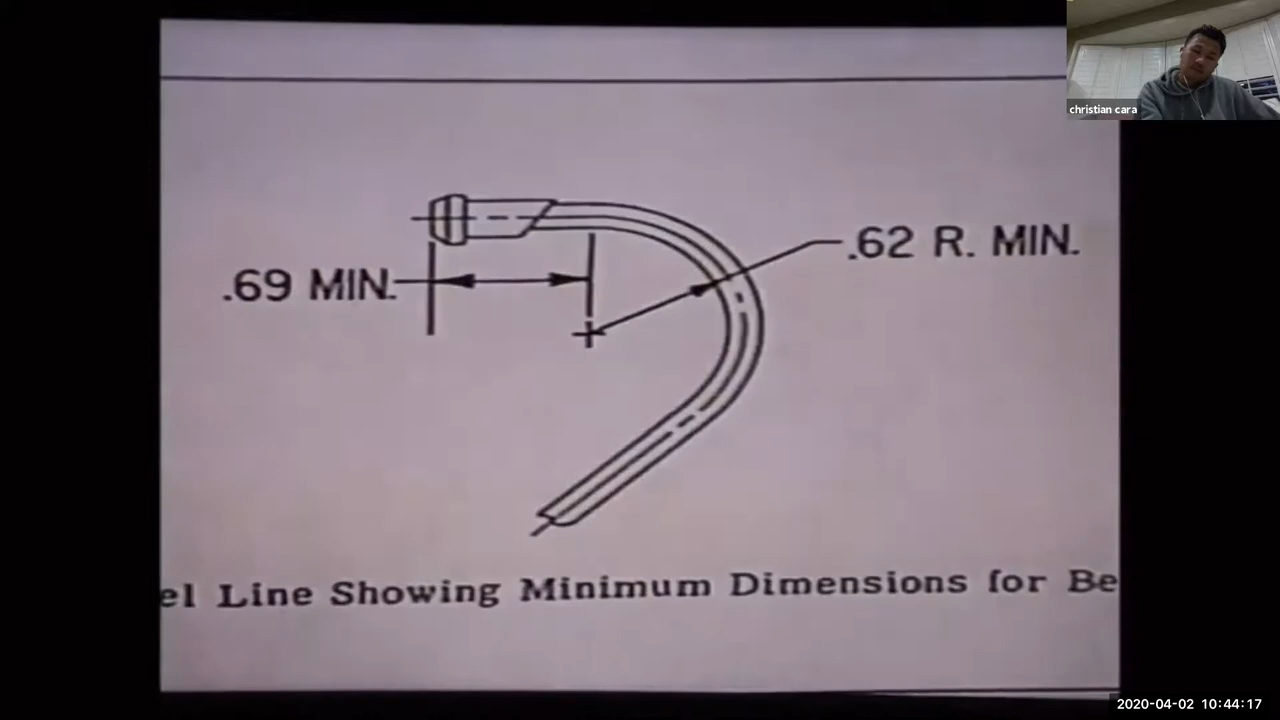 christian cara
.62 R. MIN.
.69 MIN.
el Line Showing Minimum Dimensions for Be
2020-04-02 10:44:17